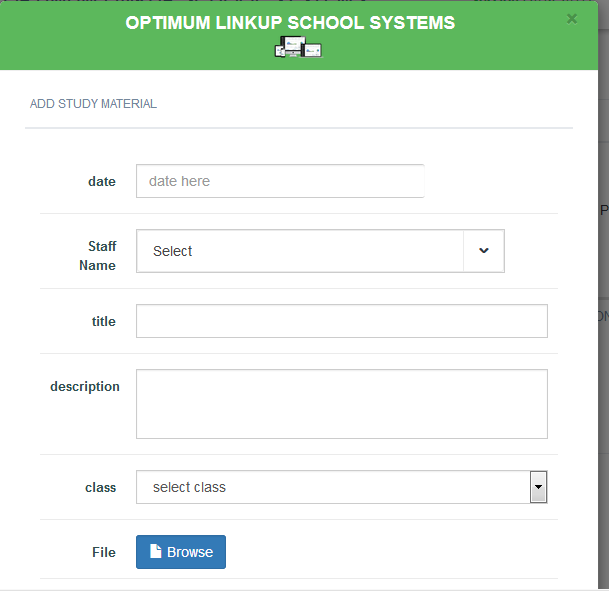 OPTIMUM LINKUP SCHOOL SYSTEMS
×
ADD STUDY MATERIAL
date
date here
Staff
Name
Select
title
description
class
select class
File
Browse